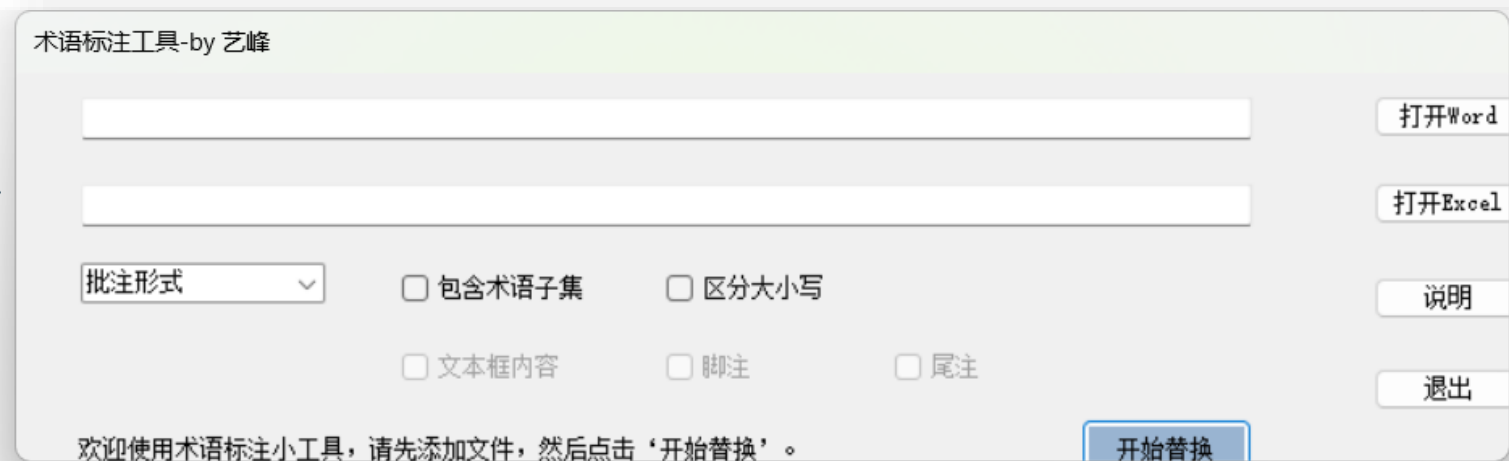 术语标注工具-by 艺峰
打开Word
打开Excel
批注形式
包含术语子集 区分大小写
说明
文本框内容 脚注 尾注
退出
欢迎使用术语标注小工具，请先添加文件，然后点击‘开始替换’。 开始替换